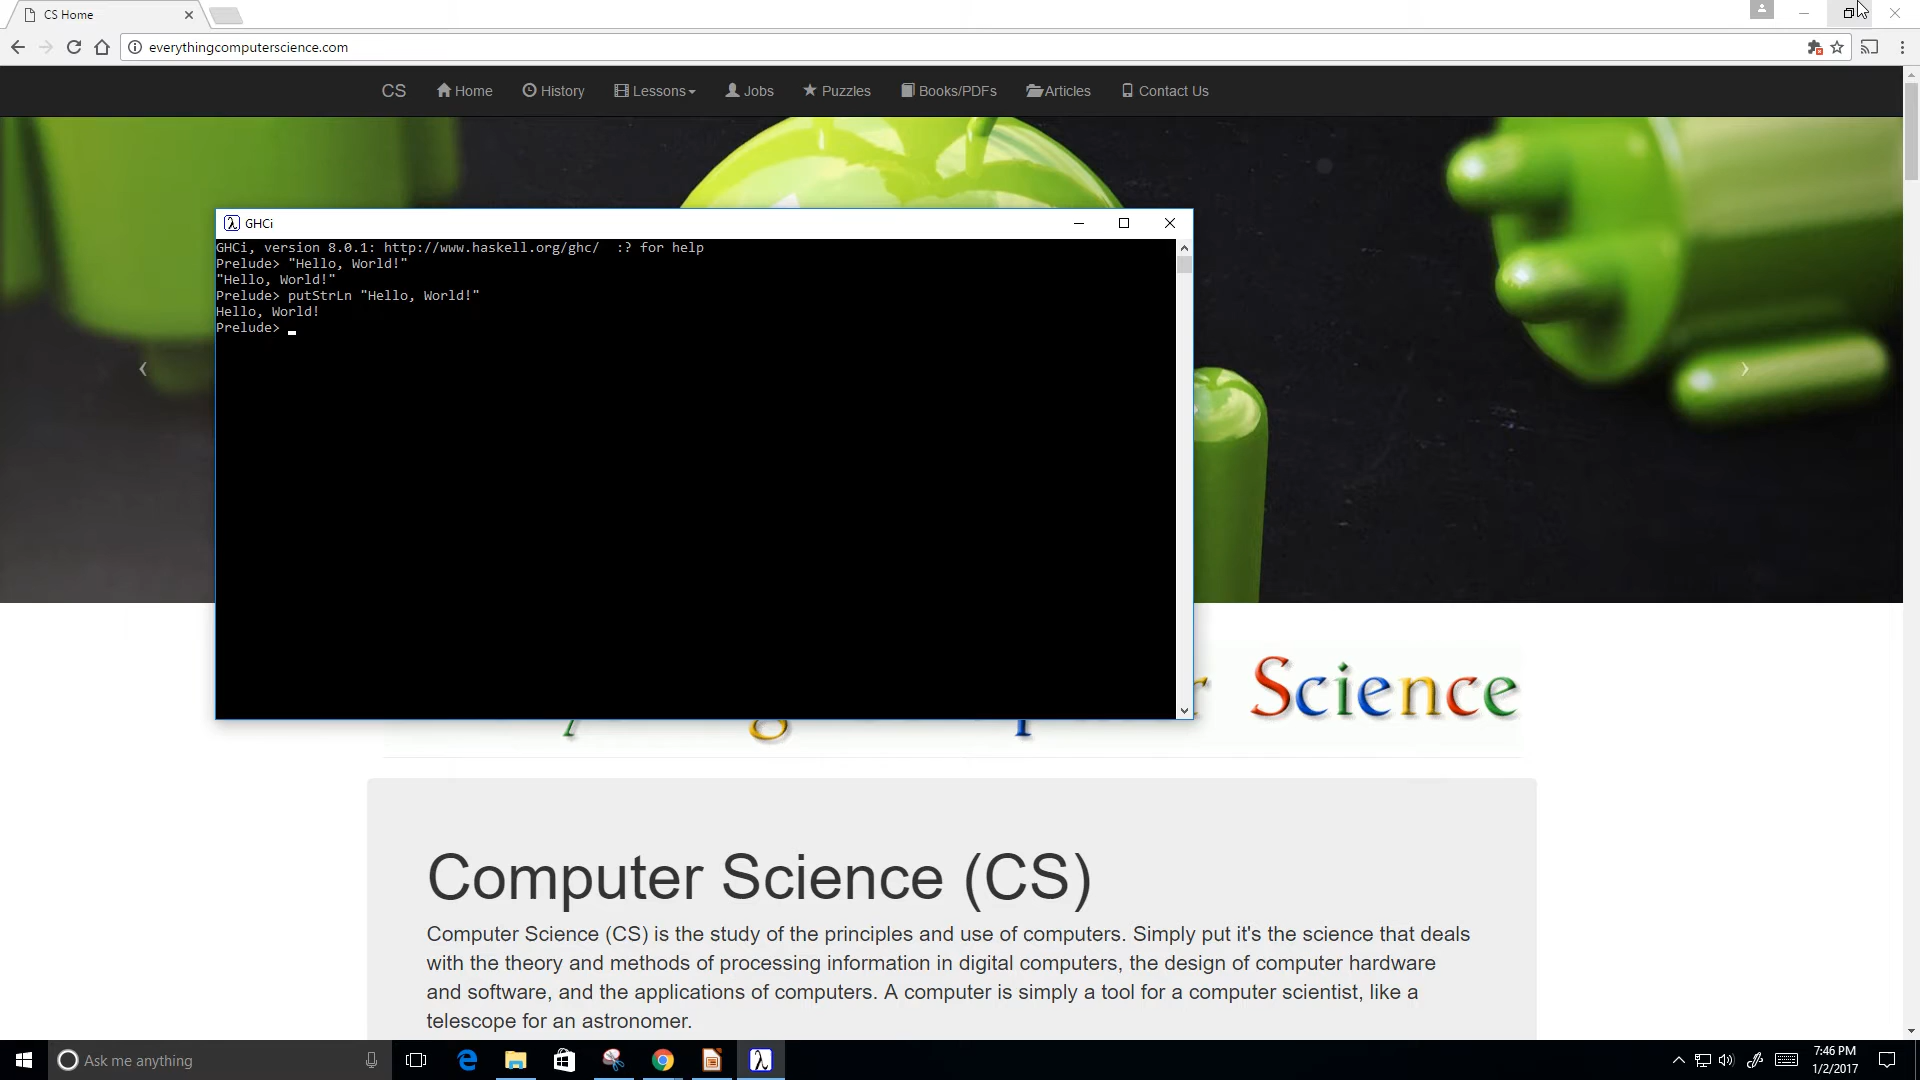 CS Home
everythingcomputerscience.com
CS Home History Lessons Jobs Puzzles Books/PDFs Articles Contact Us
GHCi
GHCi, version 8.0.1: http://www.haskell.org/ghc/  :? for help
Prelude> "Hello, World!"
"Hello, World!"
Prelude> putStrLn "Hello, World!"
Hello, World!
Prelude>
Science
Computer Science (CS)
Computer Science (CS) is the study of the principles and use of computers. Simply put it's the science that deals
with the theory and methods of processing information in digital computers, the design of computer hardware
and software, and the applications of computers. A computer is simply a tool for a computer scientist, like a
telescope for an astronomer.
Ask me anything
7:46 PM
1/2/2017